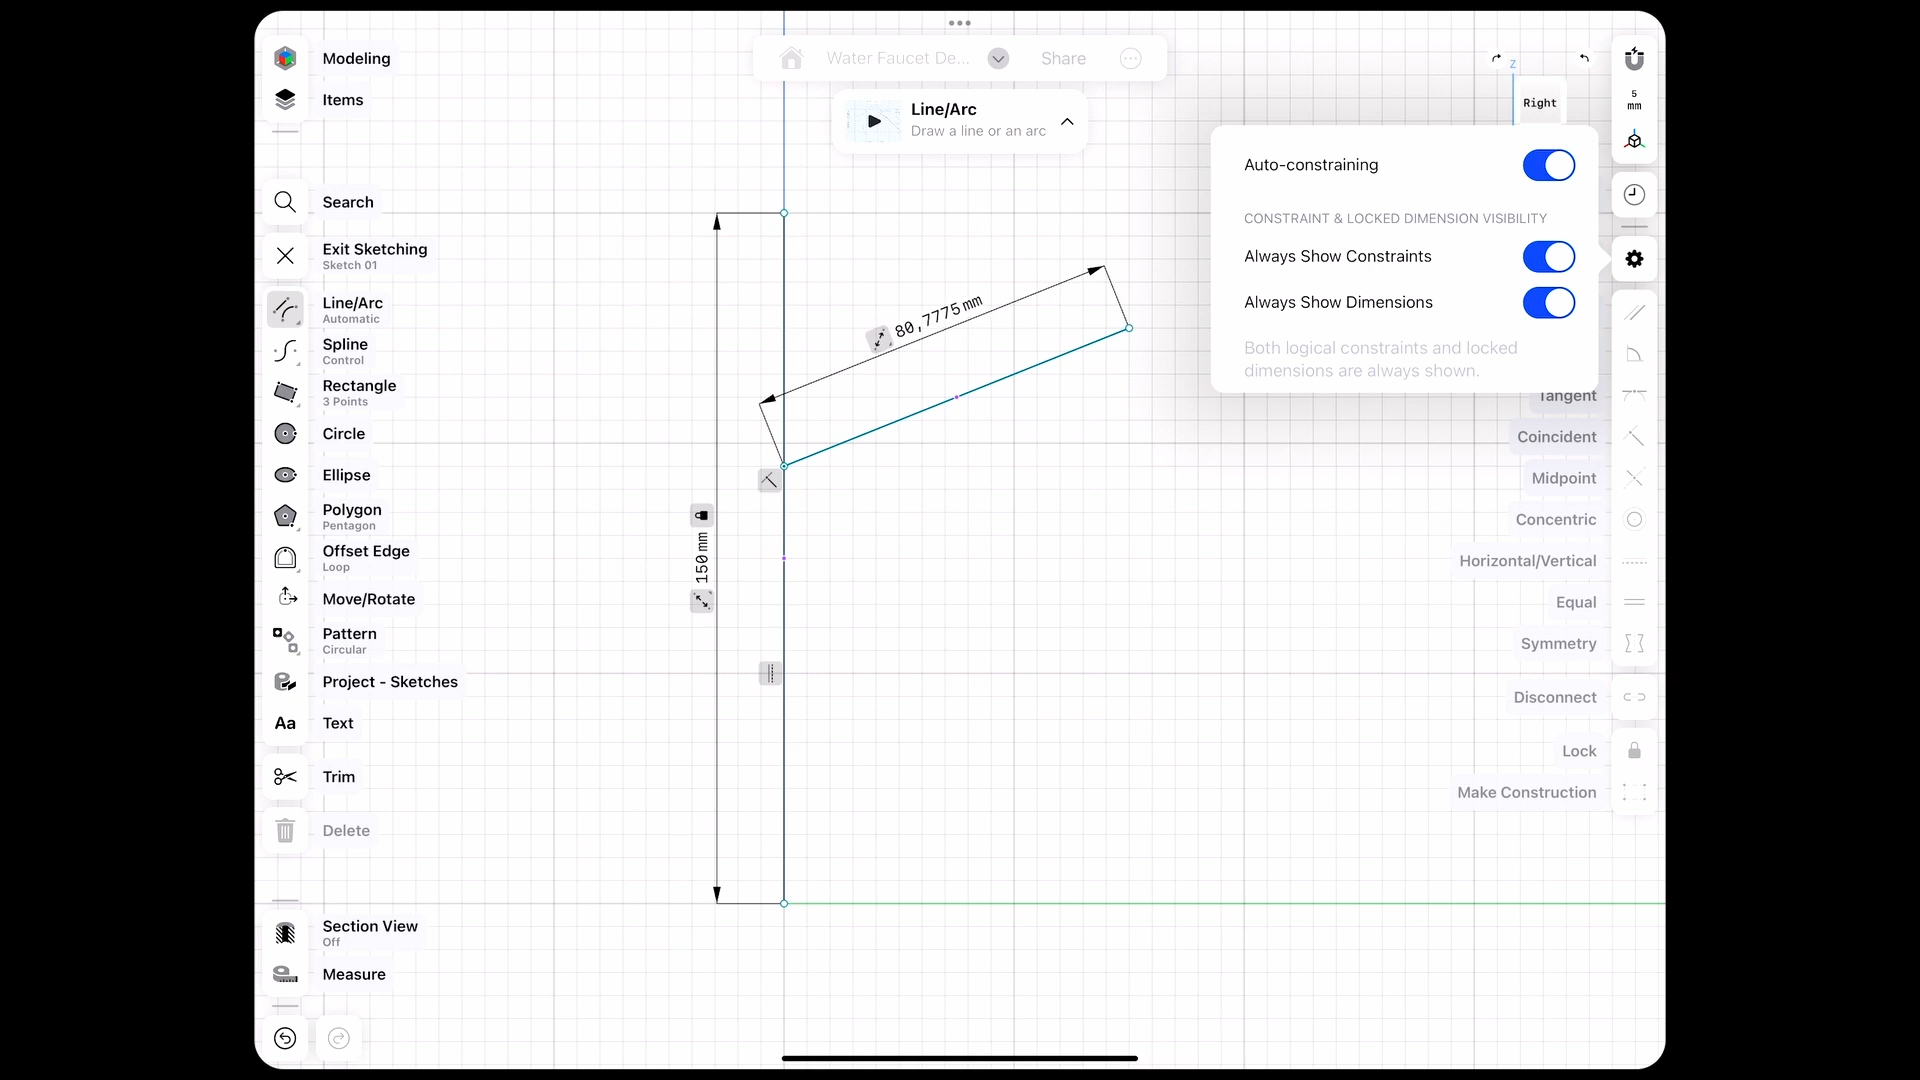 Modeling
Items
Search
Exit Sketching
Sketch 01
Line/Arc
Automatic
Spline
Control
Rectangle
3 Points
Circle
Ellipse
Polygon
Pentagon
Offset Edge
Loop
Move/Rotate
Pattern
Circular
Project - Sketches
Aa Text
Trim
Delete
Section View
Off
Measure
Water Faucet De...
Share
Line/Arc
Draw a line or an arc
80,7775 mm
150 mm
Z
Right
5
mm
Auto-constraining
CONSTRAINT & LOCKED DIMENSION VISIBILITY
Always Show Constraints
Always Show Dimensions
Both logical constraints and locked
dimensions are always shown.
Tangent
Coincident
Midpoint
Concentric
Horizontal/Vertical
Equal
Symmetry
Disconnect
Lock
Make Construction